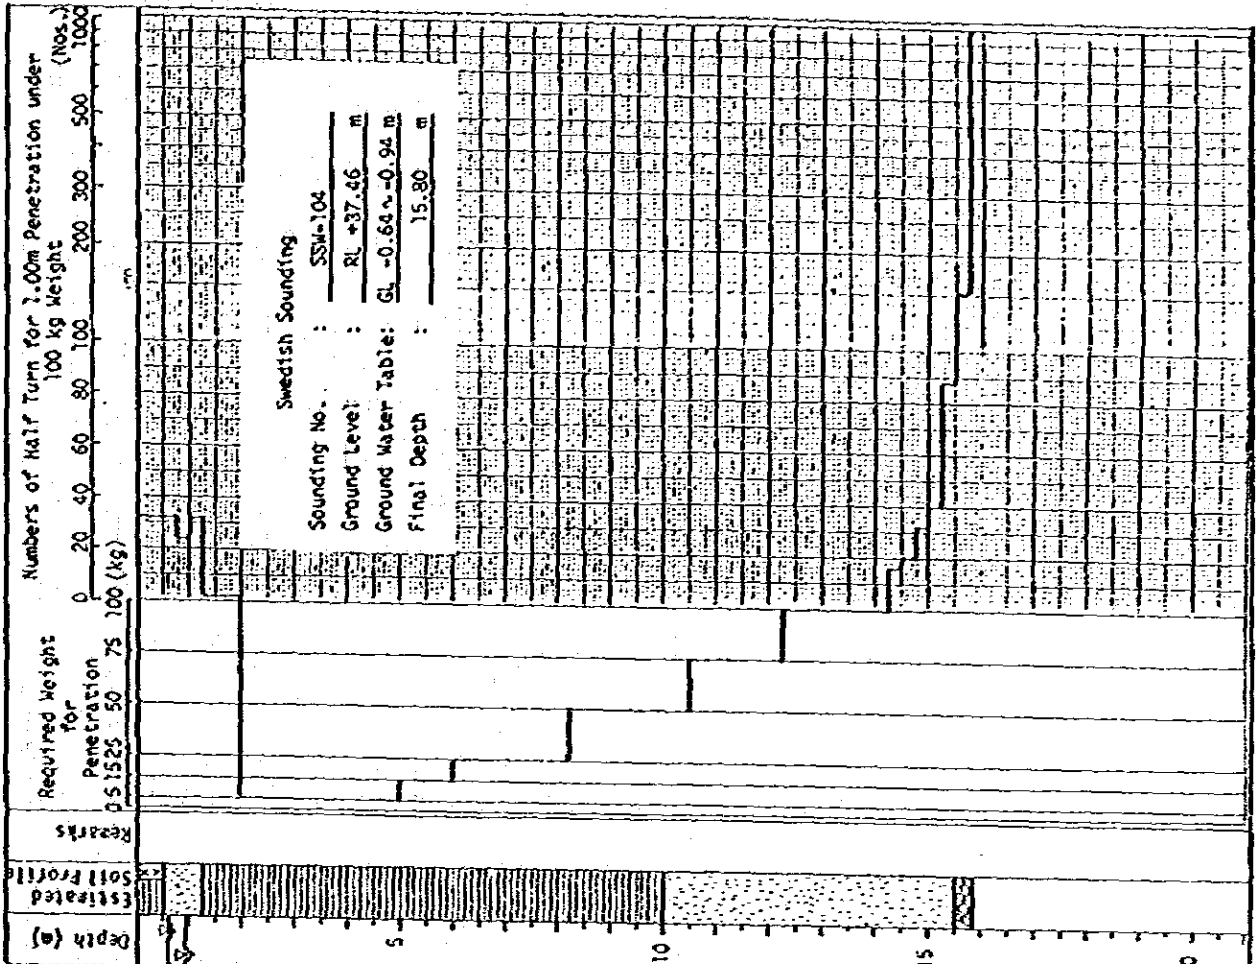 Numbers of Half Turn for 1.00m Penetration under
100 kg Weight (Nos.)
0 20 40 60 80 100 200 300 500 1000
Required Weight
for
Penetration
0 5 15 25 50 75 100 (kg)
Remarks
Estimated
Soil Profile
Depth (m)
Swedish Sounding
Sounding No. : SSW-104
Ground Level : RL +37.46 m
Ground Water Table: GL -0.64 ~ -0.94 m
Final Depth : 15.80 m
5
10
15